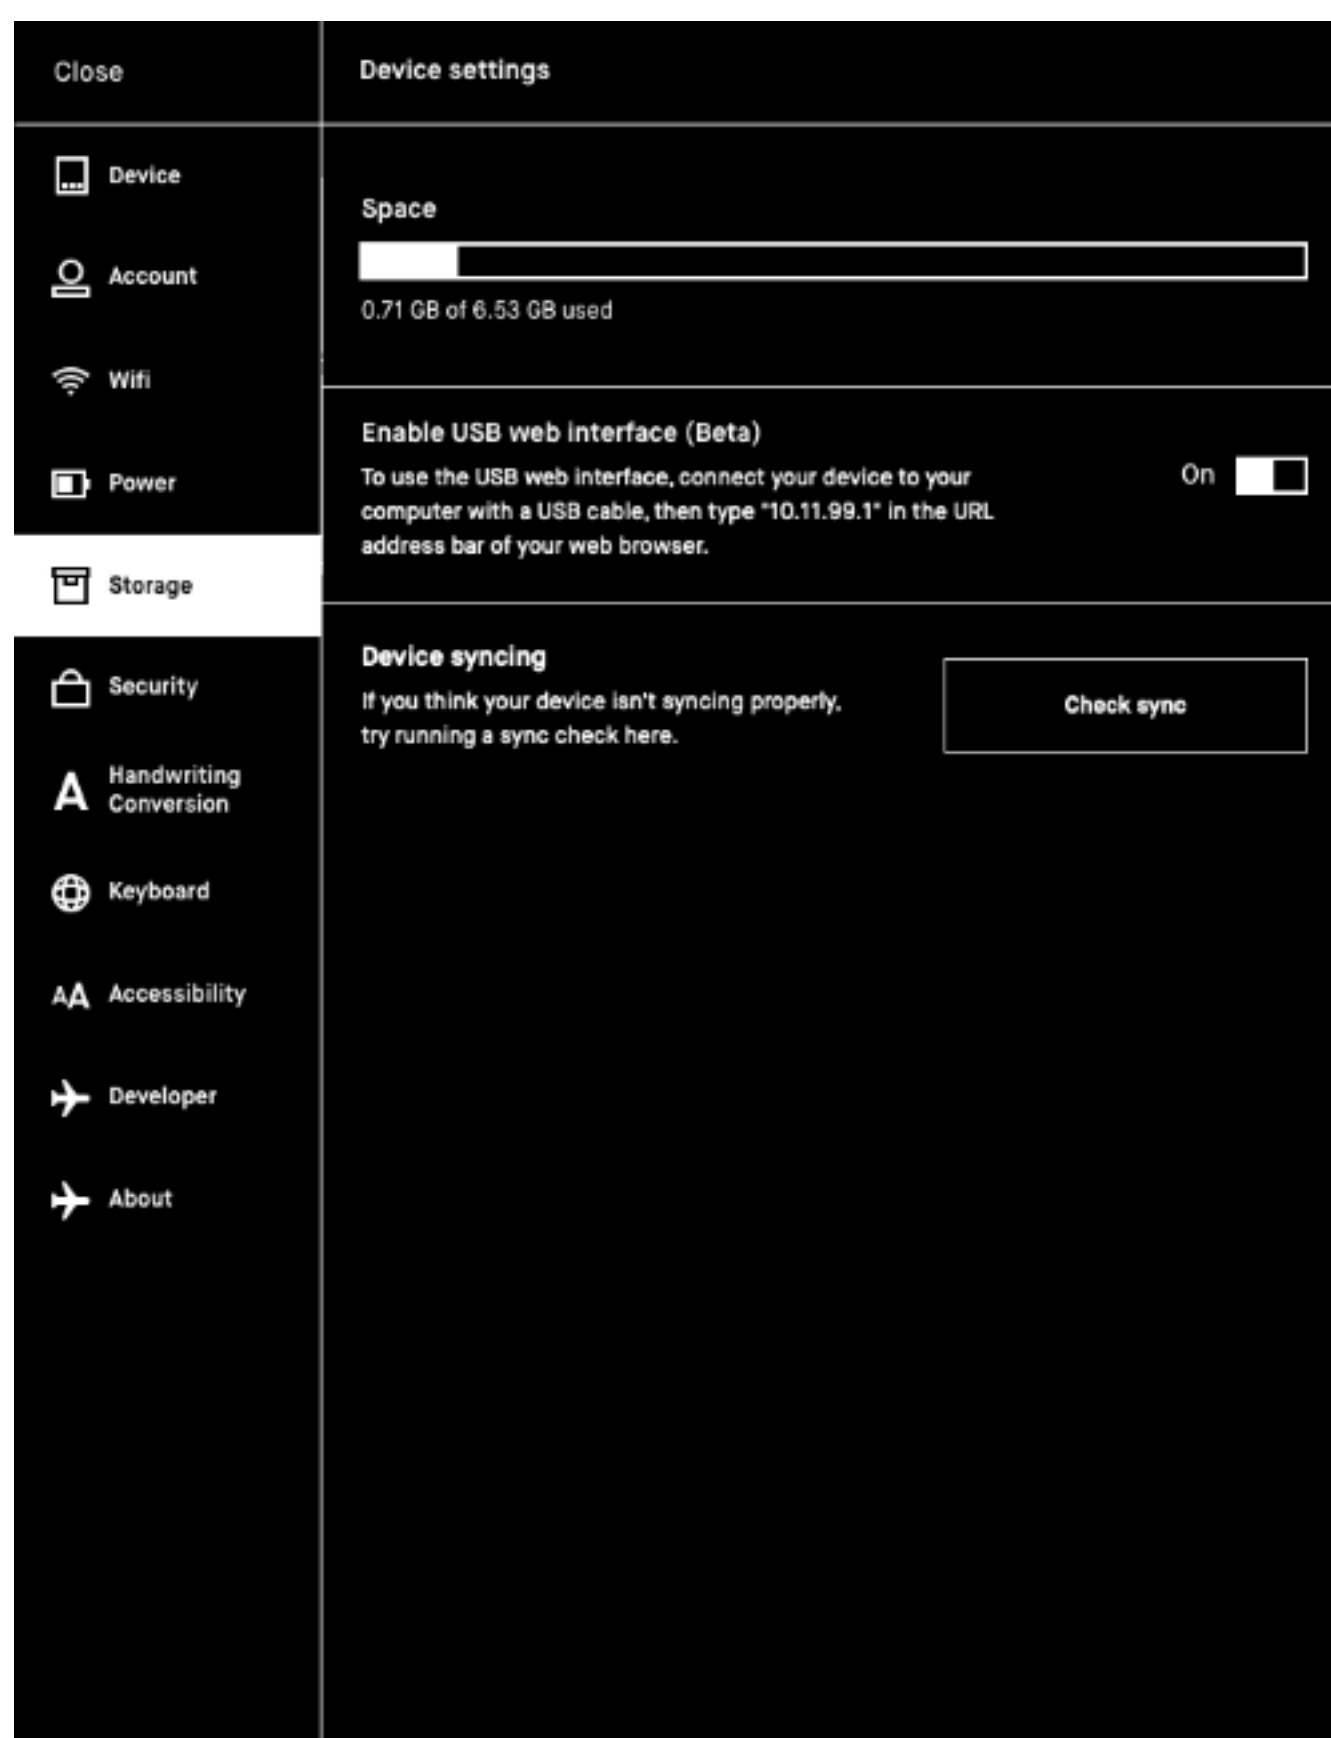 Close
Device settings
Device
Account
Wifi
Power
Storage
Security
Handwriting
Conversion
Keyboard
Accessibility
Developer
About
Space
0.71 GB of 6.53 GB used
Enable USB web interface (Beta)
To use the USB web interface, connect your device to your
computer with a USB cable, then type "10.11.99.1" in the URL
address bar of your web browser.
On
Device syncing
If you think your device isn't syncing properly,
try running a sync check here.
Check sync